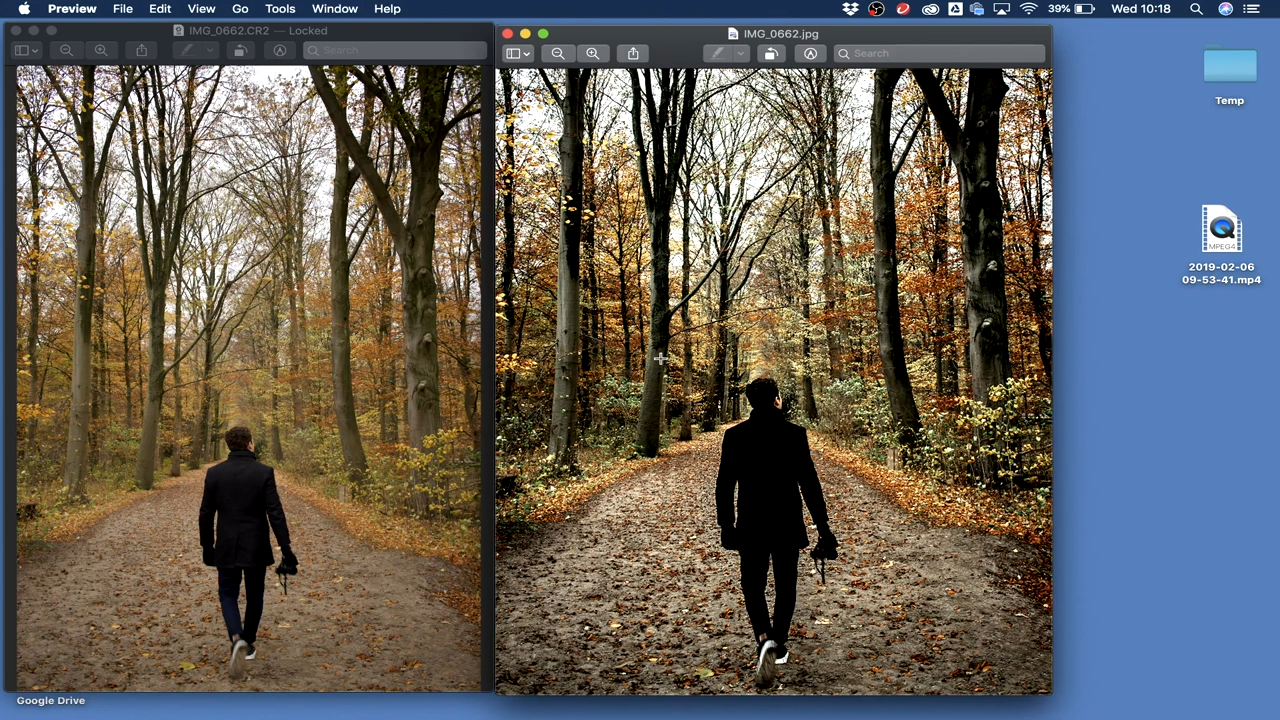 Preview File Edit View Go Tools Window Help 39% Wed 10:18
IMG_0662.CR2 — Locked
Search
IMG_0662.jpg
Search
Temp
MPEG4
2019-02-06
09-53-41.mp4
Google Drive